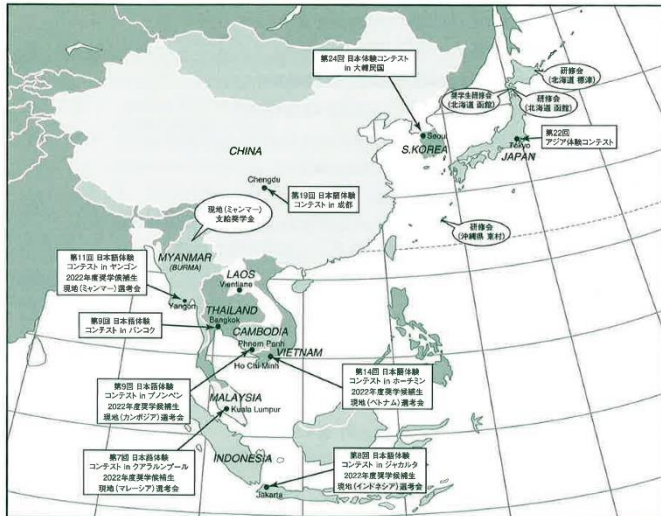 第24回 日本体験コンテスト
in 大韓民国
研修会
(北海道 標津)
奨学生研修会
(北海道 函館)
研修会
(北海道 函館)
Seoul
S.KOREA
Tokyo
JAPAN
第22回
アジア体験コンテスト
CHINA
Chengdu
第19回 日本語体験
コンテスト in 成都
現地(ミャンマー)
支給奨学金
研修会
(沖縄県 東村)
MYANMAR
(BURMA)
第11回 日本語体験
コンテスト in ヤンゴン
2022年度奨学候補生
現地(ミャンマー)選考会
LAOS
Vientiane
Yangon
THAILAND
Bangkok
第9回 日本語体験
コンテスト in バンコク
CAMBODIA
Phnom Penh
VIETNAM
Ho Chi Minh
第9回 日本語体験
コンテスト in プノンペン
2022年度奨学候補生
現地(カンボジア)選考会
第14回 日本語体験
コンテスト in ホーチミン
2022年度奨学候補生
現地(ベトナム)選考会
MALAYSIA
Kuala Lumpur
第7回 日本語体験
コンテスト in クアラルンプール
2022年度奨学候補生
現地(マレーシア)選考会
INDONESIA
第8回 日本語体験
コンテスト in ジャカルタ
2022年度奨学候補生
現地(インドネシア)選考会
Jakarta